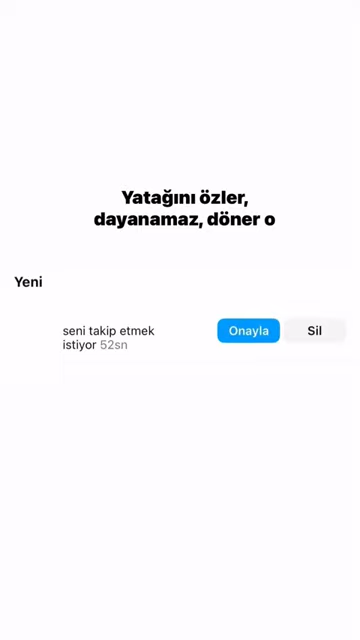 Yatağını özler,
dayanamaz, döner o
Yeni
seni takip etmek
istiyor 52sn
Onayla
Sil